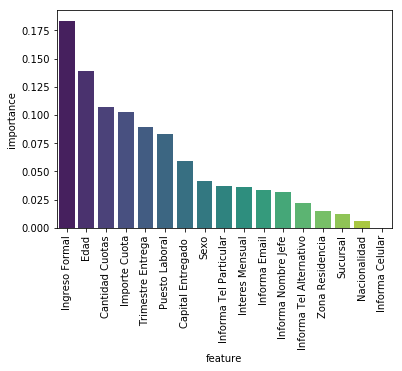 importance
0.175
0.150
0.125
0.100
0.075
0.050
0.025
0.000
Ingreso Formal
Edad
Cantidad Cuotas
Importe Cuota
Trimestre Entrega
Puesto Laboral
Capital Entregado
Sexo
Informa Tel Particular
Interes Mensual
Informa Email
Informa Nombre Jefe
Informa Tel Alternativo
Zona Residencia
Sucursal
Nacionalidad
Informa Celular
feature